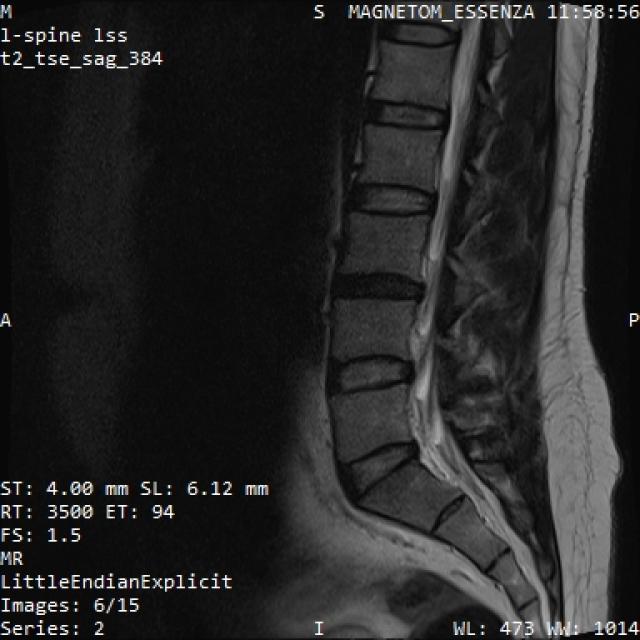 M S MAGNETOM_ESSENZA 11:58:56
l-spine lss
t2_tse_sag_384
A P
ST: 4.00 mm SL: 6.12 mm
RT: 3500 ET: 94
FS: 1.5
MR
LittleEndianExplicit
Images: 6/15
Series: 2 I WL: 473 WW: 1014